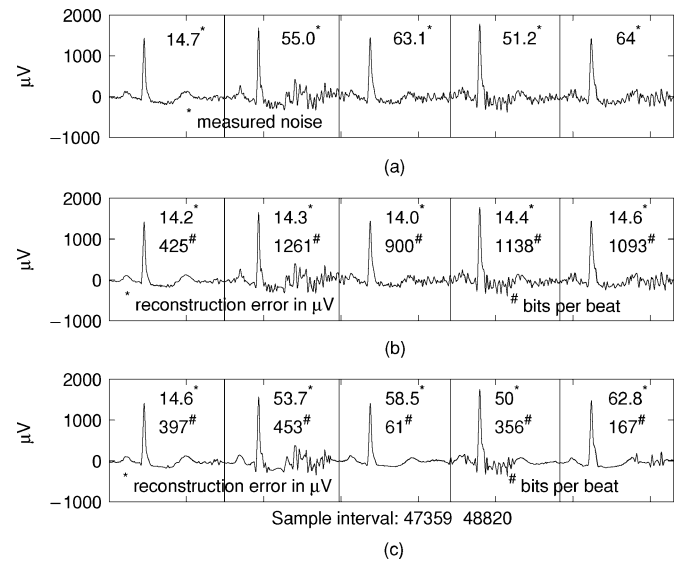 2000
14.7* 55.0* 63.1* 51.2* 64*
1000
µV
0
* measured noise
−1000
(a)
2000
14.2* 14.3* 14.0* 14.4* 14.6*
425# 1261# 900# 1138# 1093#
1000
µV
0
* reconstruction error in µV # bits per beat
−1000
(b)
2000
14.6* 53.7* 58.5* 50* 62.8*
397# 453# 61# 356# 167#
1000
µV
0
* reconstruction error in µV # bits per beat
−1000
Sample interval: 47359 48820
(c)